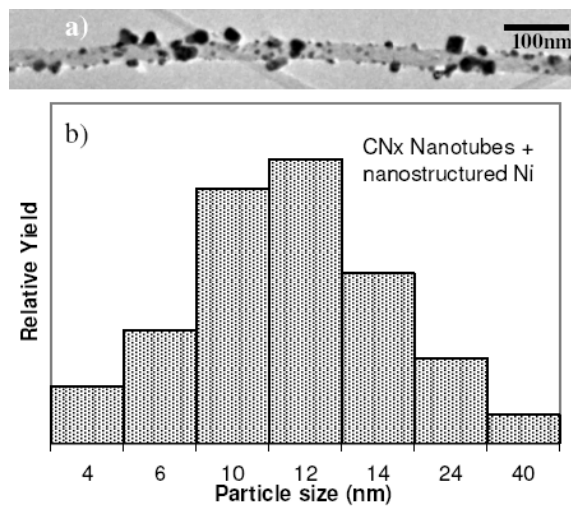 a)
100nm
b)
CNx Nanotubes +
nanostructured Ni
Relative Yield
4 6 10 12 14 24 40
Particle size (nm)